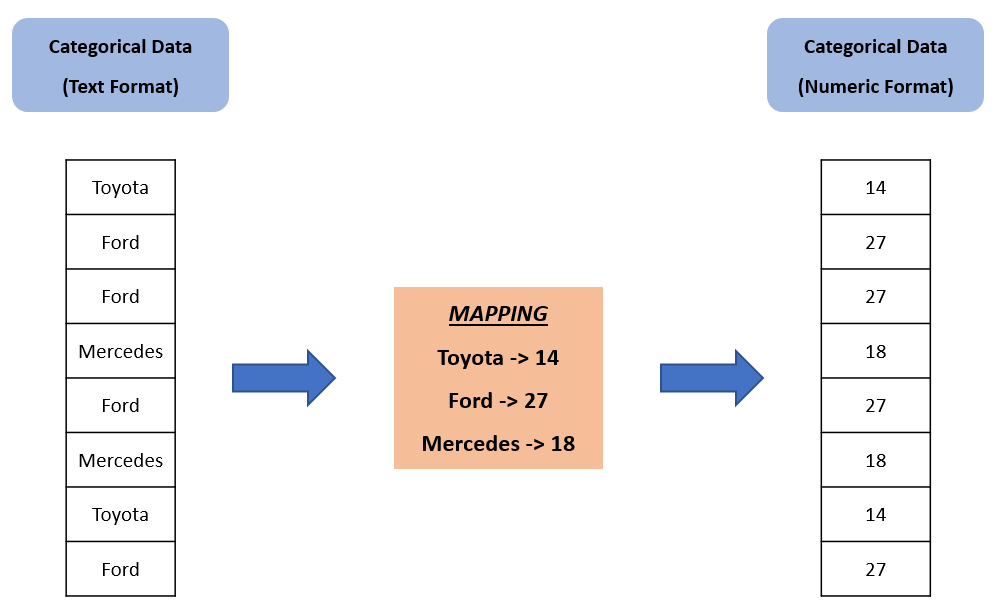 Categorical Data
(Text Format)
Categorical Data
(Numeric Format)
Toyota
Ford
Ford
Mercedes
Ford
Mercedes
Toyota
Ford
MAPPING
Toyota -> 14
Ford -> 27
Mercedes -> 18
14
27
27
18
27
18
14
27